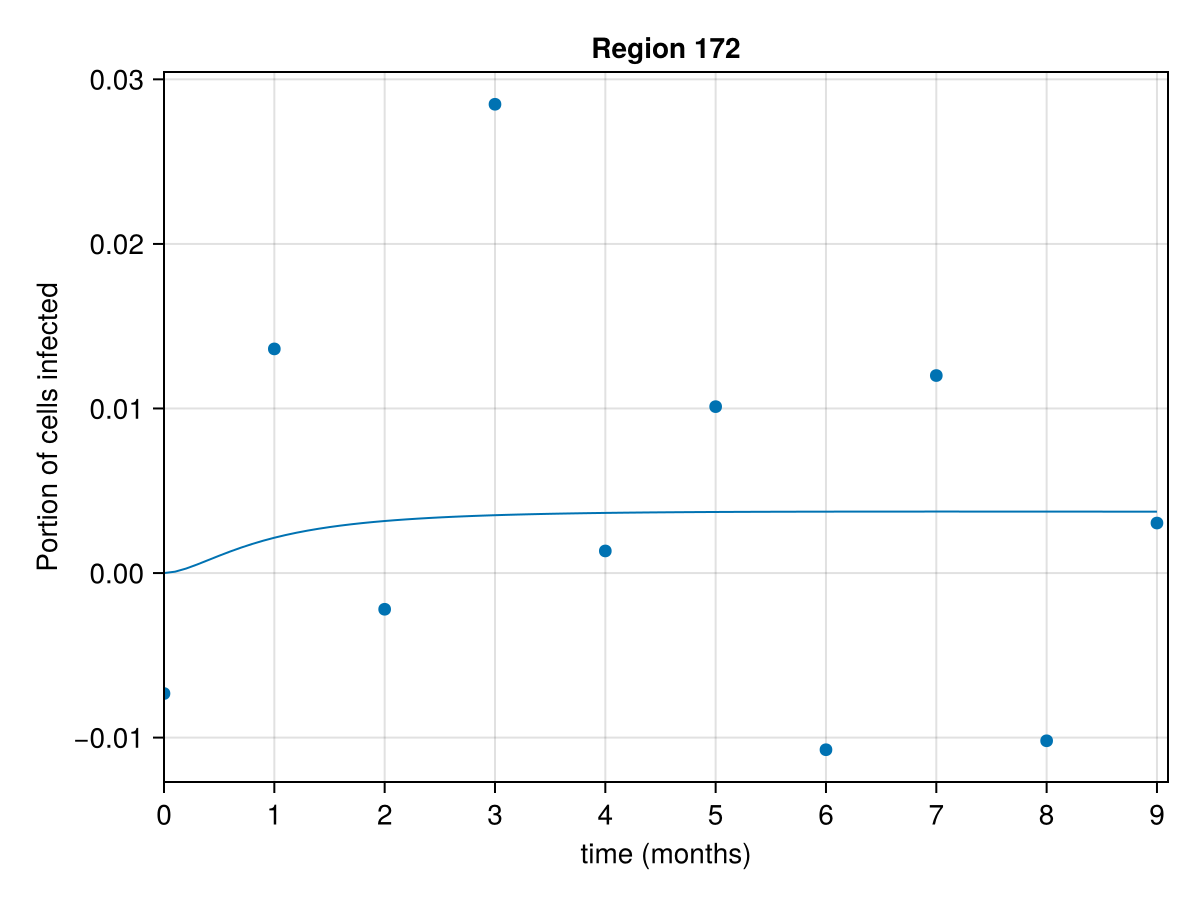 Region 172
Portion of cells infected
0.03
0.02
0.01
0.00
−0.01
0 1 2 3 4 5 6 7 8 9
time (months)